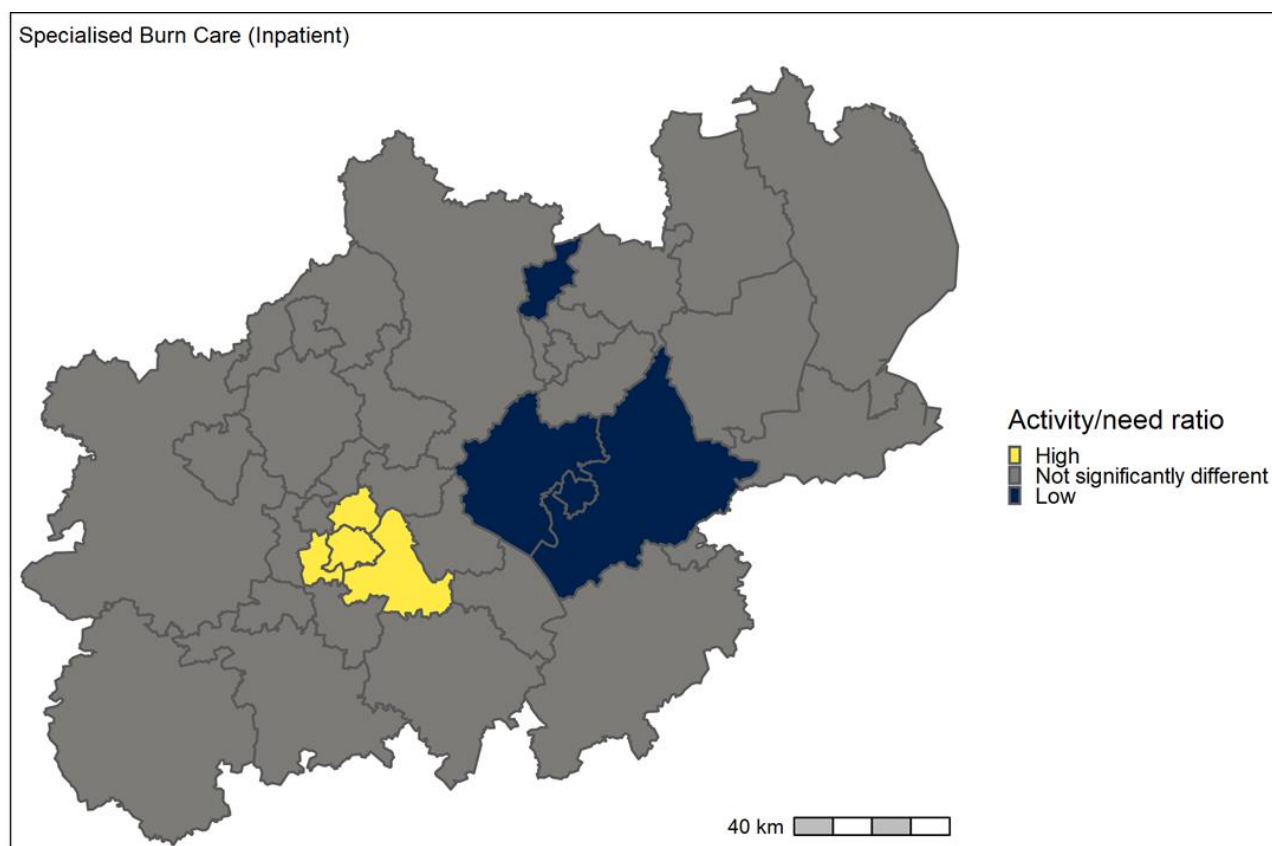 Specialised Burn Care (Inpatient)
Activity/need ratio
High
Not significantly different
Low
40 km